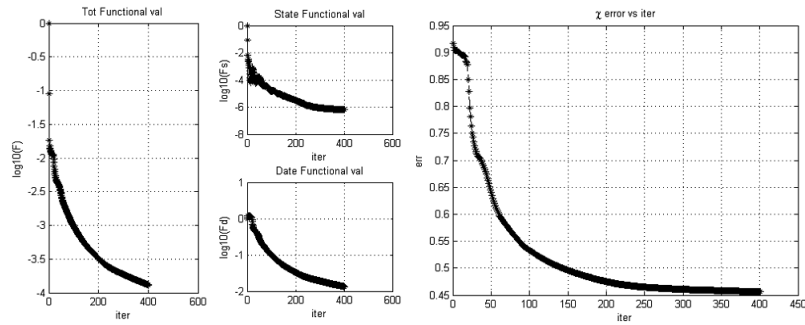 Tot Functional val
0
-0.5
-1
-1.5
-2
-2.5
-3
-3.5
-4
log10(F)
0 200 400 600
iter
State Functional val
0
-2
-4
-6
-8
log10(Fs)
0 200 400 600
iter
Date Functional val
1
0
-1
-2
log10(Fd)
0 200 400 600
iter
χ error vs iter
0.95
0.9
0.85
0.8
0.75
0.7
0.65
0.6
0.55
0.5
0.45
err
0 50 100 150 200 250 300 350 400 450
iter